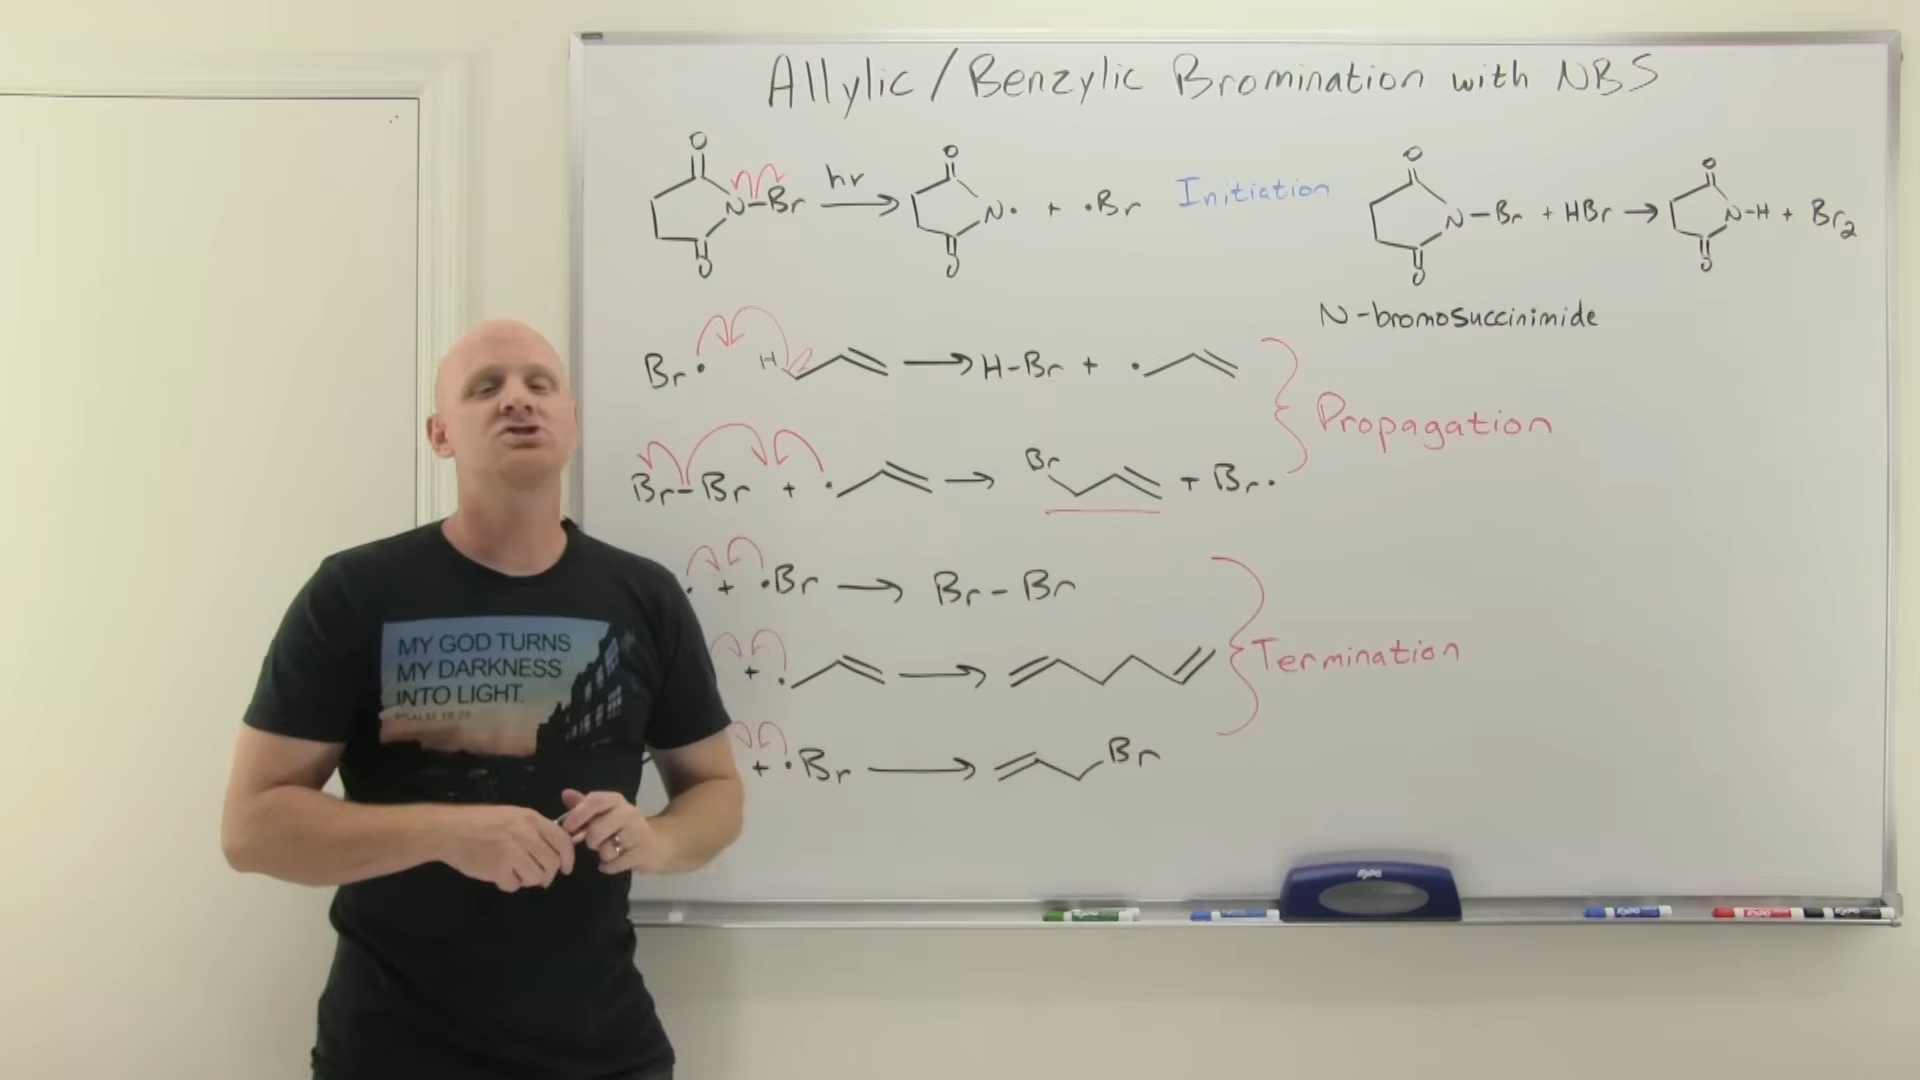 Allylic / Benzylic Bromination with NBS
O N-Br O hν → O N· O + ·Br Initiation
O N-Br O + HBr → O N-H O + Br2
N-bromosuccinimide
Br· H → H-Br + ·
Propagation
Br-Br + · → Br + Br·
· + ·Br → Br-Br
+ · →
Termination
+ ·Br → Br
MY GOD TURNS
MY DARKNESS
INTO LIGHT.
EXPO